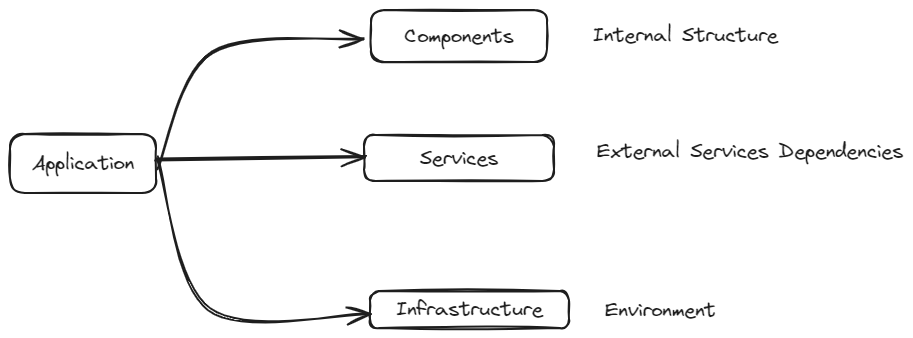 Components
Internal Structure
Application
Services
External Services Dependencies
Infrastructure
Environment